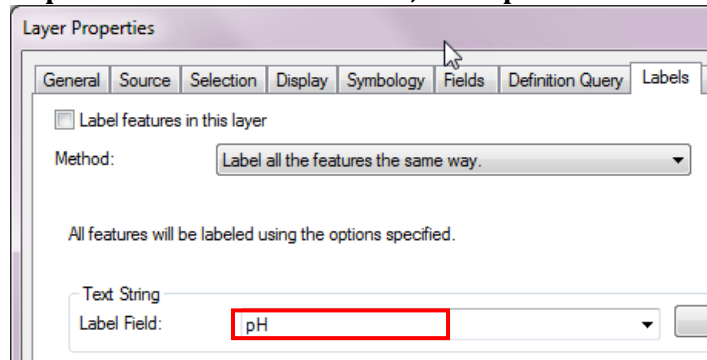 Layer Properties
General Source Selection Display Symbology Fields Definition Query Labels
Label features in this layer
Method: Label all the features the same way.
All features will be labeled using the options specified.
Text String
Label Field: pH